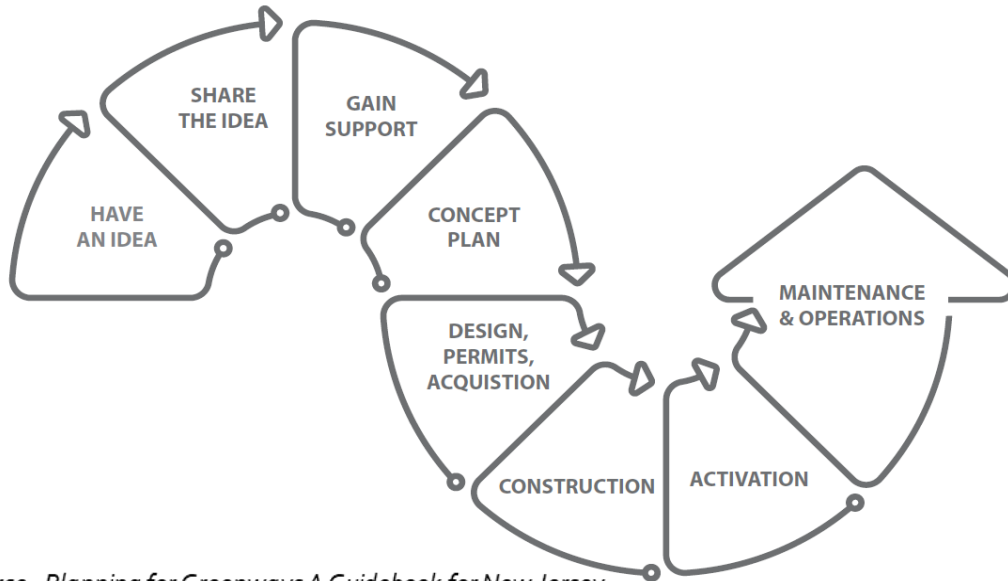 HAVE
AN IDEA
SHARE
THE IDEA
GAIN
SUPPORT
CONCEPT
PLAN
DESIGN,
PERMITS,
ACQUISTION
CONSTRUCTION
ACTIVATION
MAINTENANCE
& OPERATIONS
Planning for Greenways A Guidebook for New Jersey